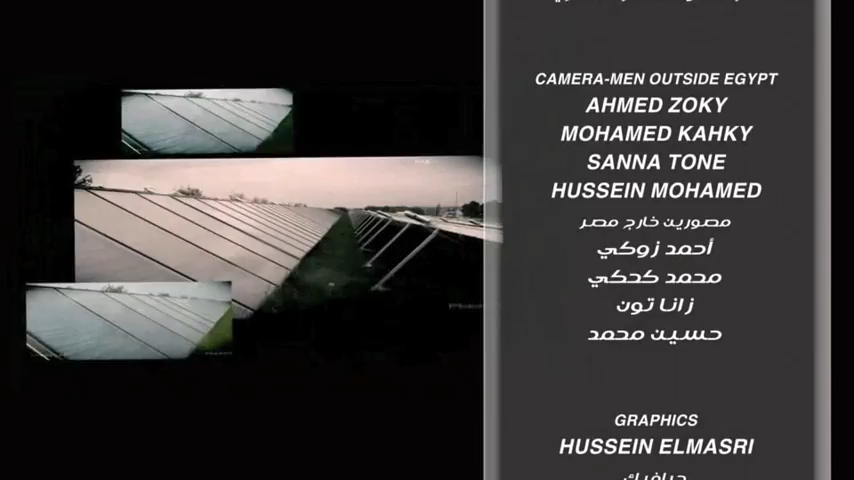 CAMERA-MEN OUTSIDE EGYPT
AHMED ZOKY
MOHAMED KAHKY
SANNA TONE
HUSSEIN MOHAMED
مصورين خارج مصر
أحمد زوكي
محمد كحكي
زانا تون
حسين محمد
GRAPHICS
HUSSEIN ELMASRI
جرافيك